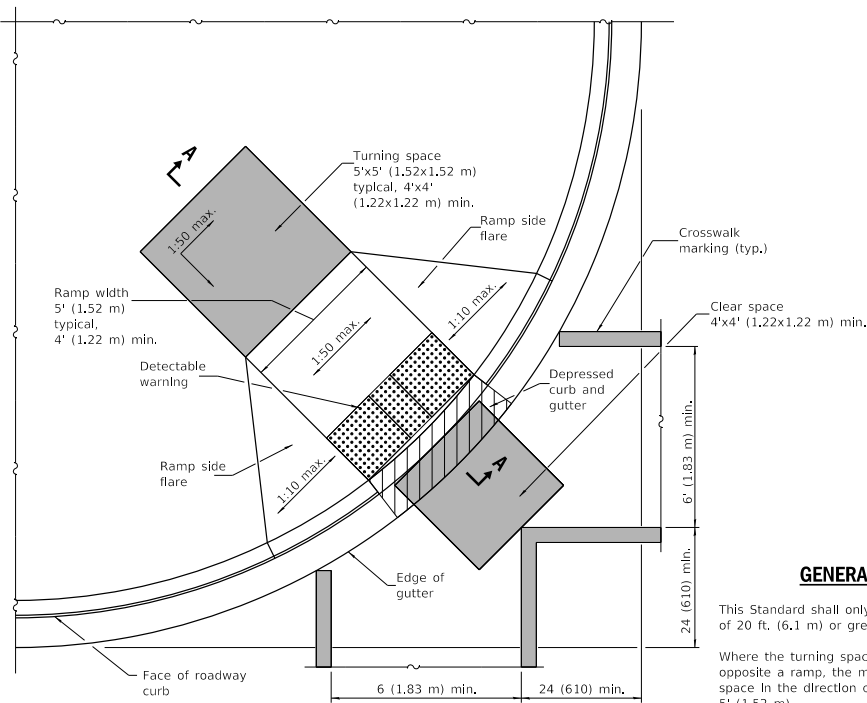 A
Turning space
5'x5' (1.52x1.52 m)
typical, 4'x4'
(1.22x1.22 m) min.
1:50 max.
Ramp side
flare
Crosswalk
marking (typ.)
Ramp width
5' (1.52 m)
typical,
4' (1.22 m) min.
1:10 max.
Clear space
4'x4' (1.22x1.22 m) min.
1:50 max.
Detectable
warning
Depressed
curb and
gutter
Ramp side
flare
A
6' (1.83 m) min.
1:10 max.
Edge of
gutter
24 (610) min.
GENERA
This Standard shall only
of 20 ft. (6.1 m) or gre
Where the turning spac
opposite a ramp, the m
space in the direction o
5' (1.52 m)
Face of roadway
curb
6 (1.83 m) min.
24 (610) min.